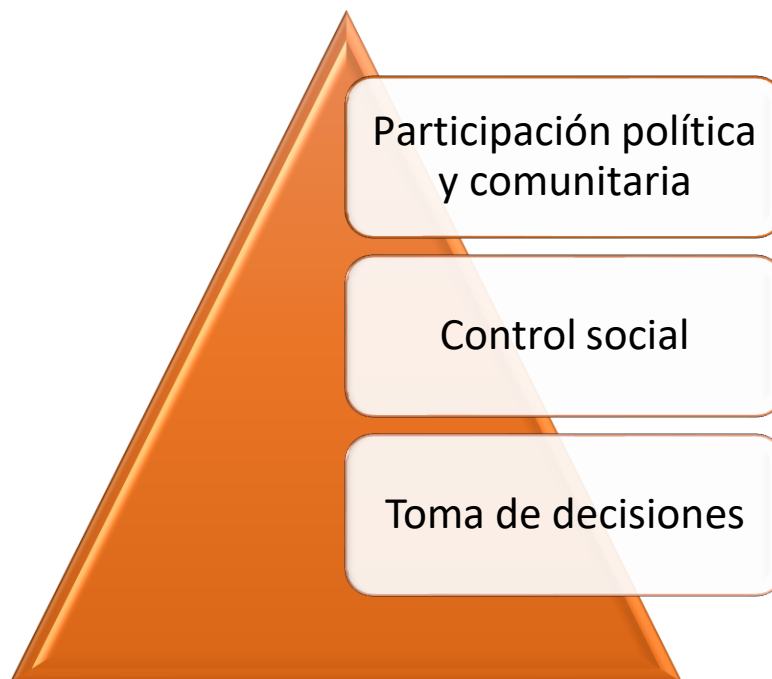 Participación política
y comunitaria
Control social
Toma de decisiones